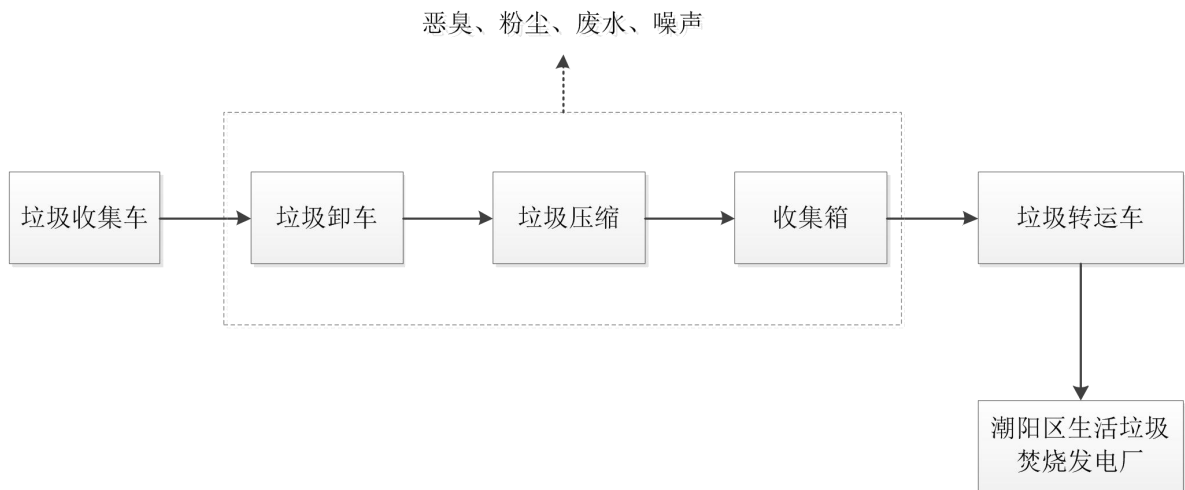 恶臭、粉尘、废水、噪声
垃圾收集车
垃圾卸车
垃圾压缩
收集箱
垃圾转运车
潮阳区生活垃圾
焚烧发电厂